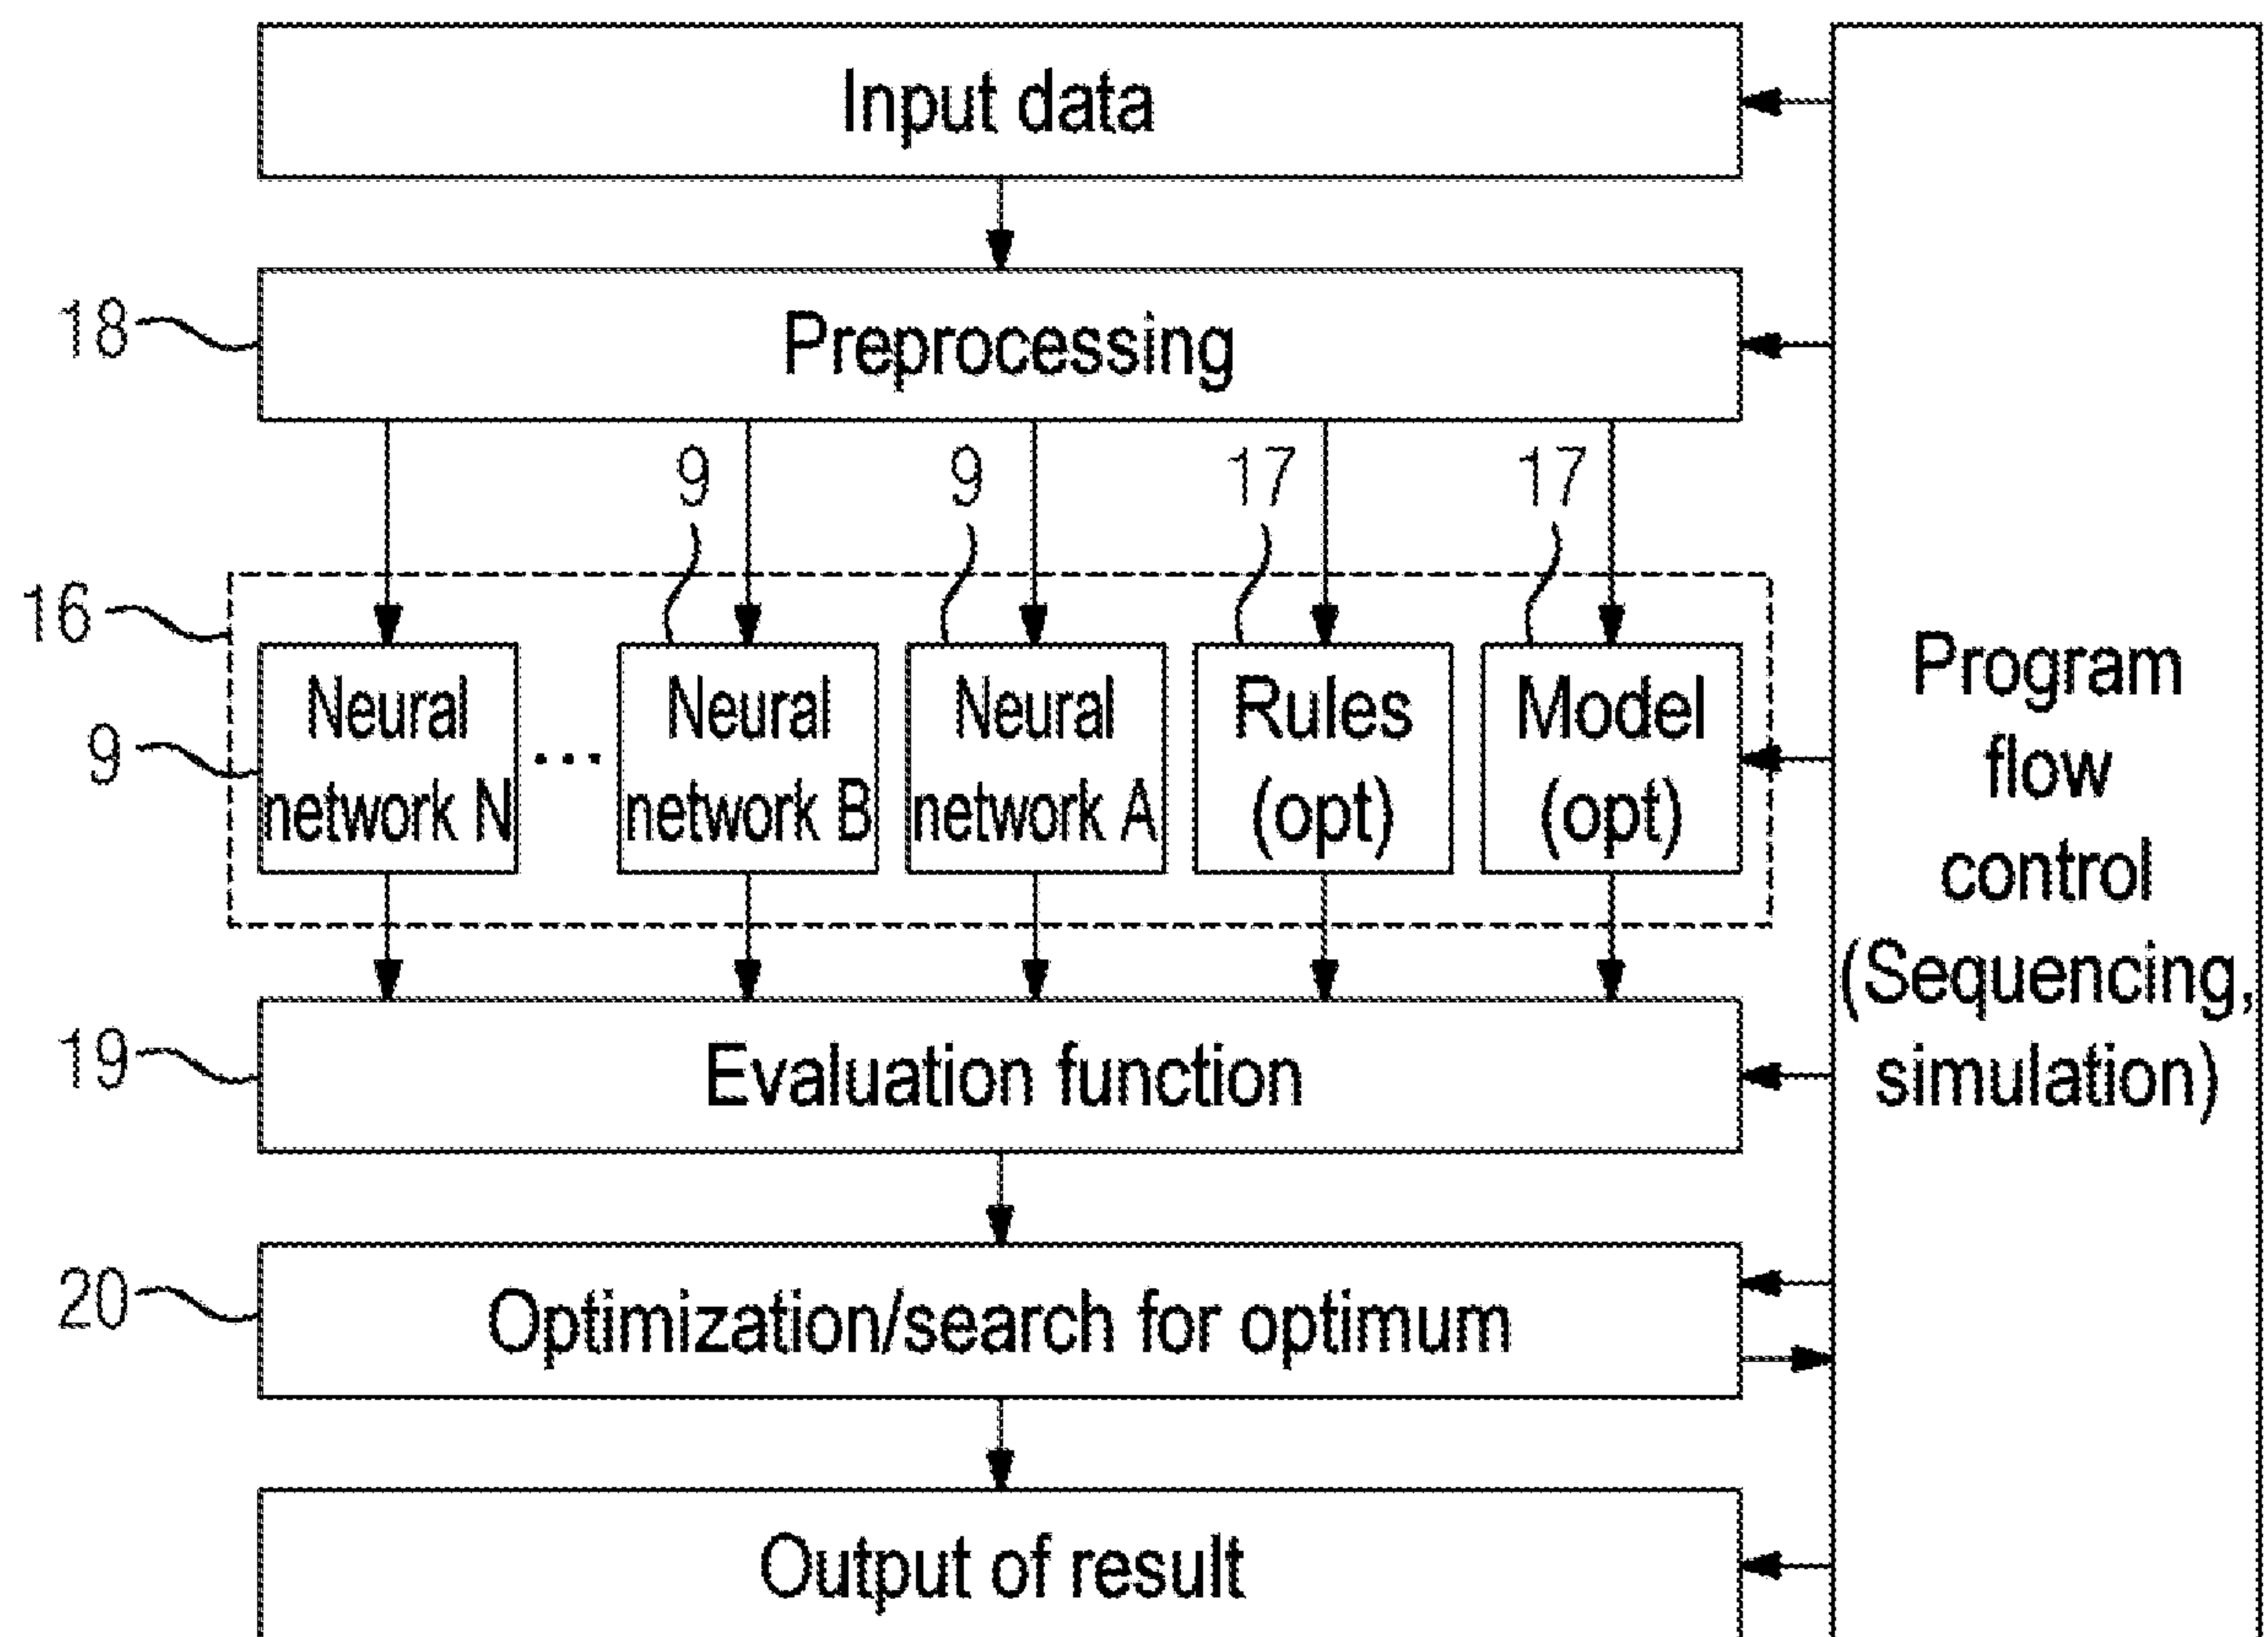 Input data
18
Preprocessing
9
9
17
17
16
9
Neural
network N
...
Neural
network B
Neural
network A
Rules
(opt)
Model
(opt)
Program
flow
control
(Sequencing,
simulation)
19
Evaluation function
20
Optimization/search for optimum
Output of result